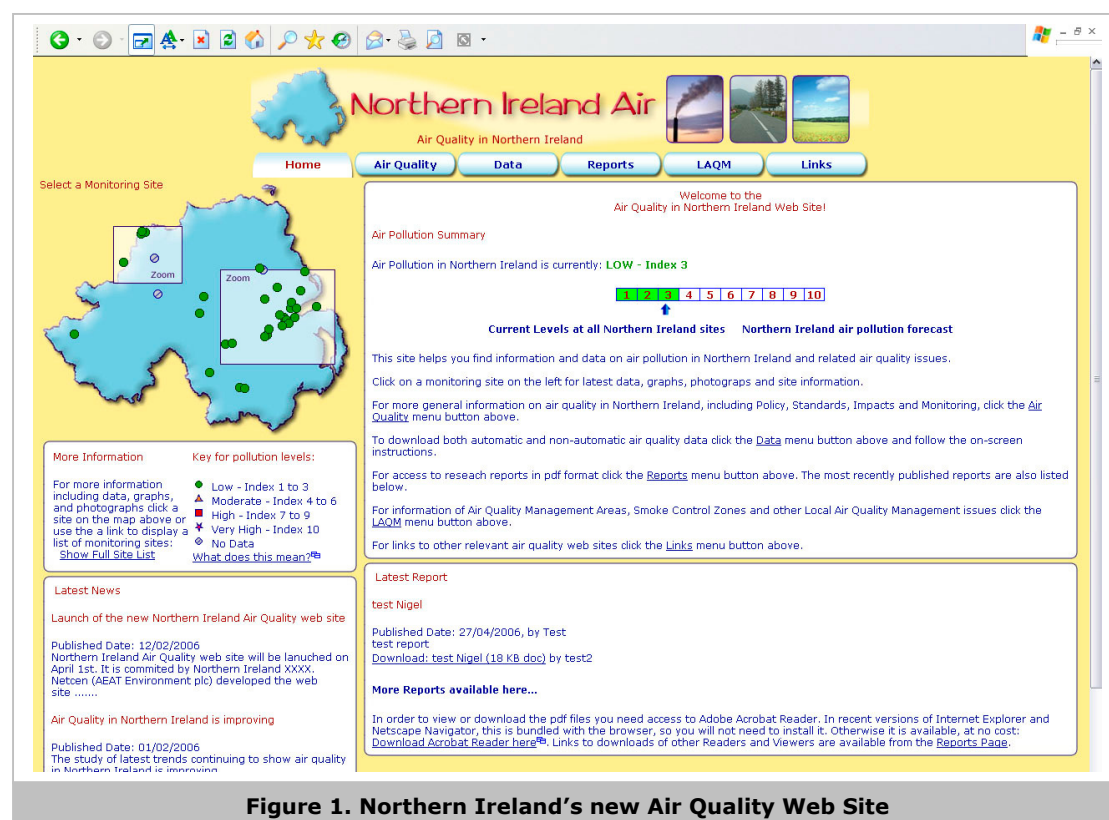 Northern Ireland Air
Air Quality in Northern Ireland
Home
Air Quality
Data
Reports
LAQM
Links
Select a Monitoring Site
Zoom
Zoom
More Information
For more information
including data, graphs,
and photographs click a
site on the map above or
use the a link to display a
list of monitoring sites:
Show Full Site List
Key for pollution levels:
Low - Index 1 to 3
Moderate - Index 4 to 6
High - Index 7 to 9
Very High - Index 10
No Data
What does this mean?
Latest News
Launch of the new Northern Ireland Air Quality web site
Published Date: 12/02/2006
Northern Ireland Air Quality web site will be lanuched on
April 1st. It is commited by Northern Ireland XXXX.
Netcen (AEAT Environment plc) developed the web
site .......
Air Quality in Northern Ireland is improving
Published Date: 01/02/2006
The study of latest trends continuing to show air quality
in Northern Ireland is improving
Welcome to the
Air Quality in Northern Ireland Web Site!
Air Pollution Summary
Air Pollution in Northern Ireland is currently: LOW - Index 3
1 2 3 4 5 6 7 8 9 10
Current Levels at all Northern Ireland sites Northern Ireland air pollution forecast
This site helps you find information and data on air pollution in Northern Ireland and related air quality issues.
Click on a monitoring site on the left for latest data, graphs, photograps and site information.
For more general information on air quality in Northern Ireland, including Policy, Standards, Impacts and Monitoring, click the Air
Quality menu button above.
To download both automatic and non-automatic air quality data click the Data menu button above and follow the on-screen
instructions.
For access to reseach reports in pdf format click the Reports menu button above. The most recently published reports are also listed
below.
For information of Air Quality Management Areas, Smoke Control Zones and other Local Air Quality Management issues click the
LAQM menu button above.
For links to other relevant air quality web sites click the Links menu button above.
Latest Report
test Nigel
Published Date: 27/04/2006, by Test
test report
Download: test Nigel (18 KB doc) by test2
More Reports available here...
In order to view or download the pdf files you need access to Adobe Acrobat Reader. In recent versions of Internet Explorer and
Netscape Navigator, this is bundled with the browser, so you will not need to install it. Otherwise it is available, at no cost:
Download Acrobat Reader here. Links to downloads of other Readers and Viewers are available from the Reports Page.
Figure 1. Northern Ireland’s new Air Quality Web Site